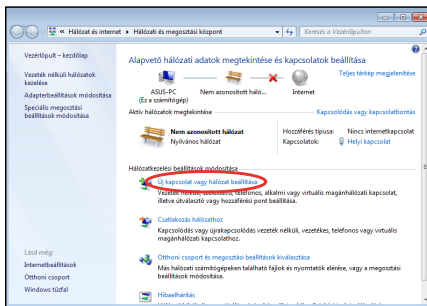 « Hálózat és internet ▸ Hálózati és megosztási központ
Keresés a Vezérlőpulton
Vezérlőpult – kezdőlap
Vezeték nélküli hálózatok
kezelése
Adapterbeállítások módosítása
Speciális megosztási
beállítások módosítása
Alapvető hálózati adatok megtekintése és kapcsolatok beállítása
Teljes térkép megjelenítése
ASUS-PC
(Ez a számítógép)
Nem azonosított háló...
Internet
Aktív hálózatok megtekintése
Kapcsolódás vagy kapcsolatbontás
Nem azonosított hálózat
Nyilvános hálózat
Hozzáférés típusa: Nincs internetkapcsolat
Kapcsolatok: Helyi kapcsolat
Hálózatkezelési beállítások módosítása
Új kapcsolat vagy hálózat beállítása
Vezeték nélküli, szélessávú, telefonos, alkalmi vagy virtuális magánhálózati kapcsolat,
illetve útválasztó vagy hozzáférési pont beállítása.
Csatlakozás hálózathoz
Kapcsolódás vagy újrakapcsolódás vezeték nélküli, vezetékes, telefonos vagy virtuális
magánhálózati kapcsolathoz.
Otthoni csoport és megosztási beállítások kiválasztása
Más hálózati számítógépeken található fájlok és nyomtatók elérése, vagy a megosztási
beállítások módosítása.
Hibaelhárítás
Lásd még:
Internetbeállítások
Otthoni csoport
Windows tűzfal